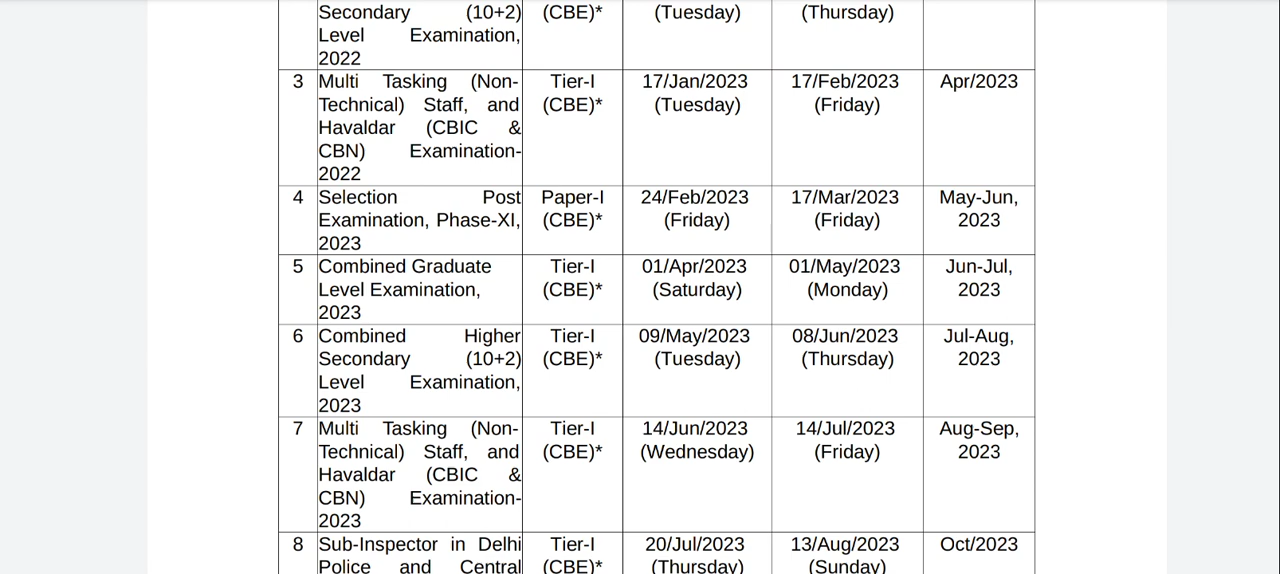 Secondary (10+2) (CBE)* (Tuesday) (Thursday)
Level Examination,
2022
3 Multi Tasking (Non- Tier-I 17/Jan/2023 17/Feb/2023 Apr/2023
Technical) Staff, and (CBE)* (Tuesday) (Friday)
Havaldar (CBIC &
CBN) Examination-
2022
4 Selection Post Paper-I 24/Feb/2023 17/Mar/2023 May-Jun,
Examination, Phase-XI, (CBE)* (Friday) (Friday) 2023
2023
5 Combined Graduate Tier-I 01/Apr/2023 01/May/2023 Jun-Jul,
Level Examination, (CBE)* (Saturday) (Monday) 2023
2023
6 Combined Higher Tier-I 09/May/2023 08/Jun/2023 Jul-Aug,
Secondary (10+2) (CBE)* (Tuesday) (Thursday) 2023
Level Examination,
2023
7 Multi Tasking (Non- Tier-I 14/Jun/2023 14/Jul/2023 Aug-Sep,
Technical) Staff, and (CBE)* (Wednesday) (Friday) 2023
Havaldar (CBIC &
CBN) Examination-
2023
8 Sub-Inspector in Delhi Tier-I 20/Jul/2023 13/Aug/2023 Oct/2023
Police and Central (CBE)* (Thursday) (Sunday)